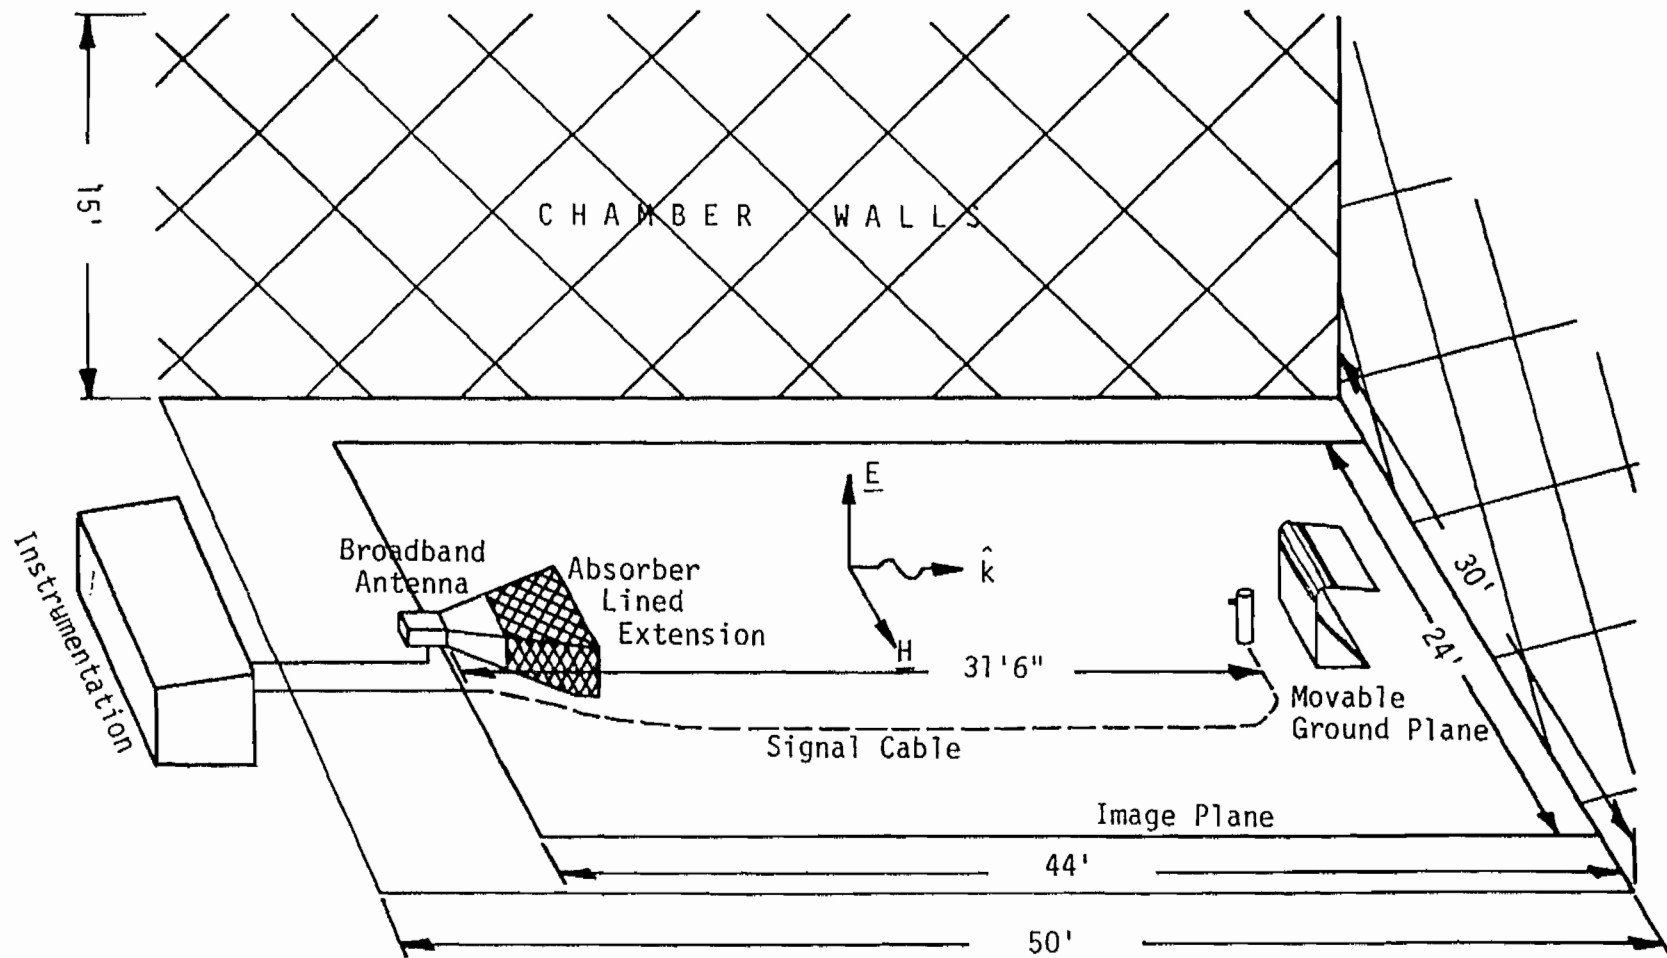 15'
CHAMBER WALLS
E
k̂
H
Instrumentation
Broadband
Antenna
Absorber
Lined
Extension
31'6"
30'
24'
Movable
Ground Plane
Signal Cable
Image Plane
44'
50'